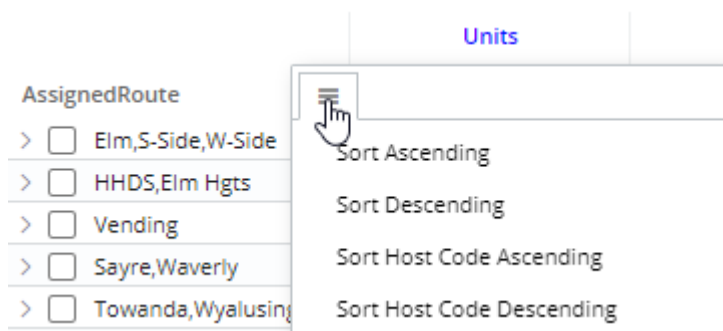 Units
AssignedRoute
Elm,S-Side,W-Side
Sort Ascending
HHDS,Elm Hgts
Sort Descending
Vending
Sort Host Code Ascending
Sayre,Waverly
Sort Host Code Descending
Towanda,Wyalusing